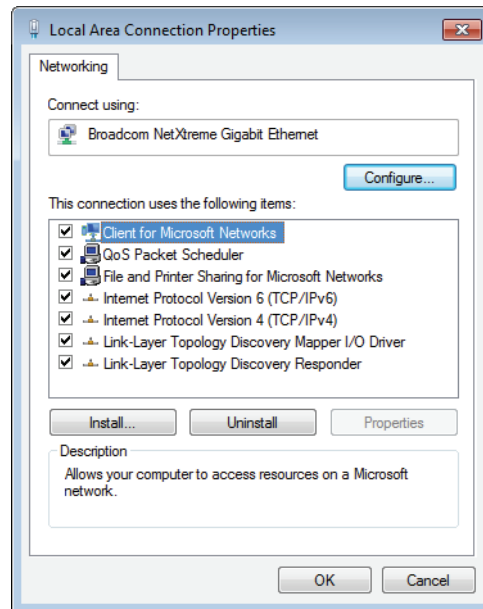 Local Area Connection Properties
Networking
Connect using:
Broadcom NetXtreme Gigabit Ethernet
Configure...
This connection uses the following items:
Client for Microsoft Networks
QoS Packet Scheduler
File and Printer Sharing for Microsoft Networks
Internet Protocol Version 6 (TCP/IPv6)
Internet Protocol Version 4 (TCP/IPv4)
Link-Layer Topology Discovery Mapper I/O Driver
Link-Layer Topology Discovery Responder
Install... Uninstall Properties
Description
Allows your computer to access resources on a Microsoft
network.
OK Cancel